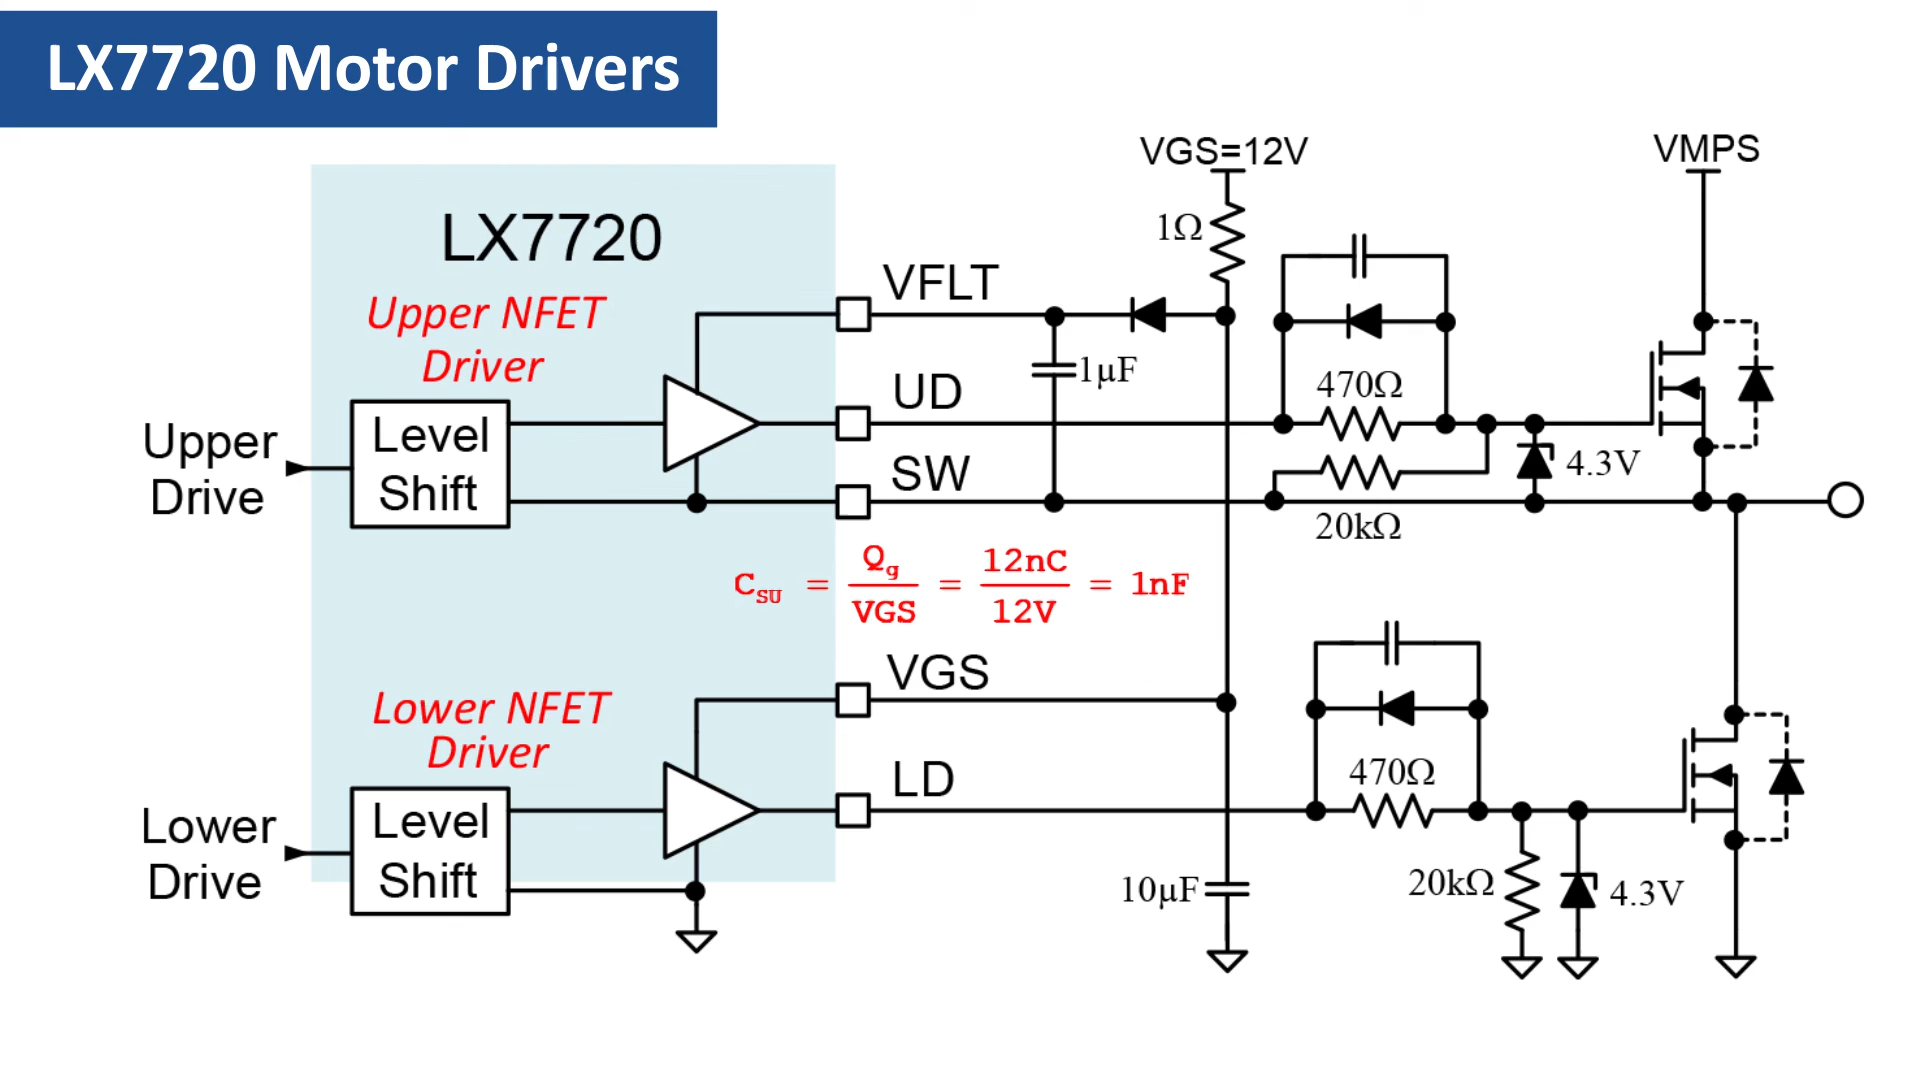 LX7720 Motor Drivers
VGS=12V
VMPS
LX7720
1Ω
Upper NFET
Driver
VFLT
1µF
UD
470Ω
Upper
Drive
Level
Shift
SW
4.3V
20kΩ
C_SU = Q_g / VGS = 12nC / 12V = 1nF
Lower NFET
Driver
VGS
LD
470Ω
Lower
Drive
Level
Shift
10µF
20kΩ
4.3V